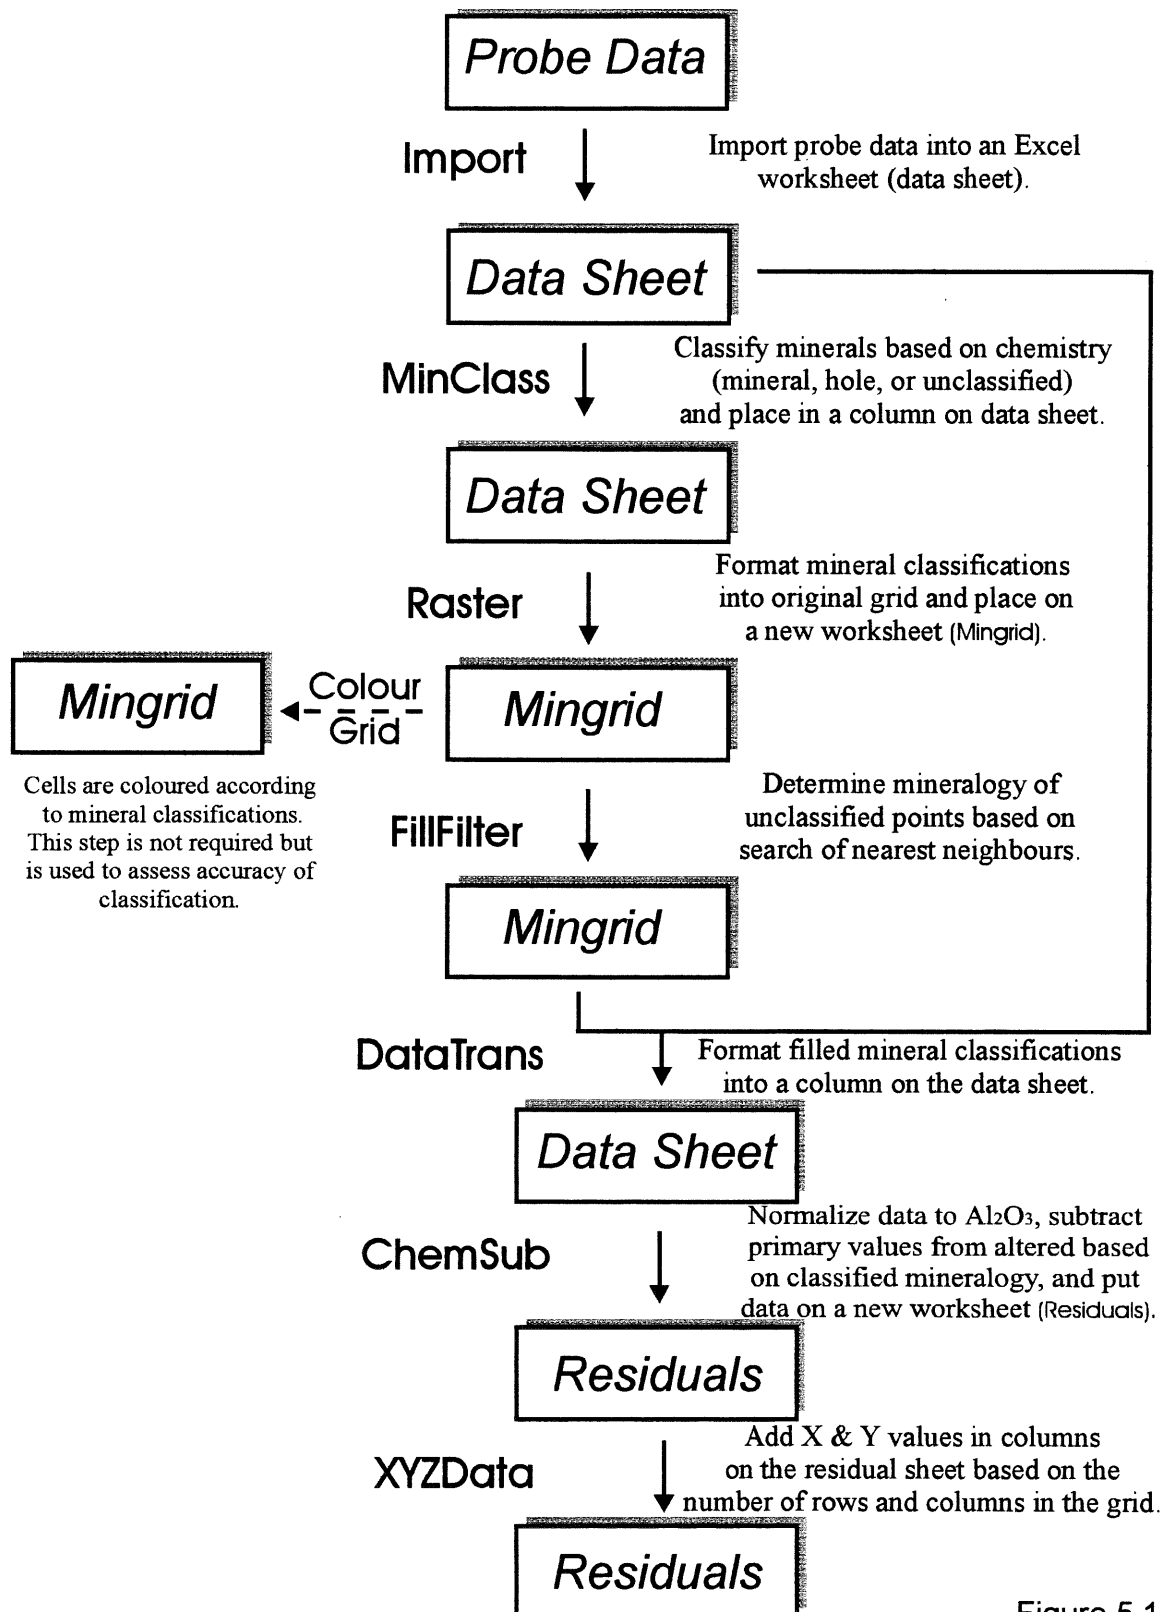 Probe Data
Import
Import probe data into an Excel
worksheet (data sheet).
Data Sheet
MinClass
Classify minerals based on chemistry
(mineral, hole, or unclassified)
and place in a column on data sheet.
Data Sheet
Raster
Format mineral classifications
into original grid and place on
a new worksheet (Mingrid).
Mingrid
Colour
Grid
Mingrid
Cells are coloured according
to mineral classifications.
This step is not required but
is used to assess accuracy of
classification.
FillFilter
Determine mineralogy of
unclassified points based on
search of nearest neighbours.
Mingrid
DataTrans
Format filled mineral classifications
into a column on the data sheet.
Data Sheet
ChemSub
Normalize data to Al2O3, subtract
primary values from altered based
on classified mineralogy, and put
data on a new worksheet (Residuals).
Residuals
XYZData
Add X & Y values in columns
on the residual sheet based on the
number of rows and columns in the grid.
Residuals
Figure 5.1